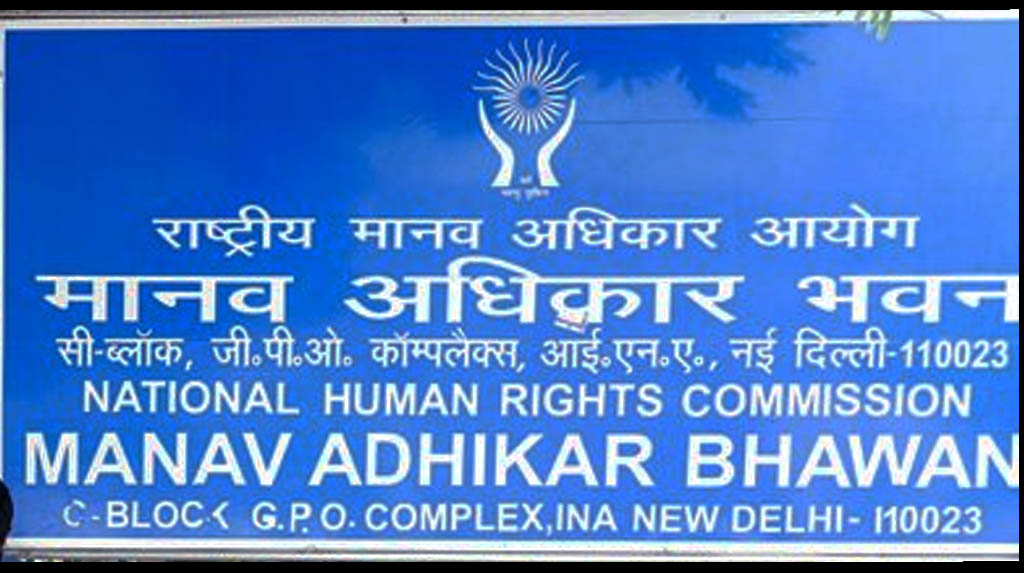 राष्ट्रीय मानव अधिकार आयोग
मानव अधिकार भवन
सी-ब्लॉक, जी॰पी॰ओ॰ कॉम्पलैक्स, आई॰एन॰ए॰, नई दिल्ली-110023
NATIONAL HUMAN RIGHTS COMMISSION
MANAV ADHIKAR BHAWAN
C-BLOCK G.P.O. COMPLEX,INA NEW DELHI- 110023